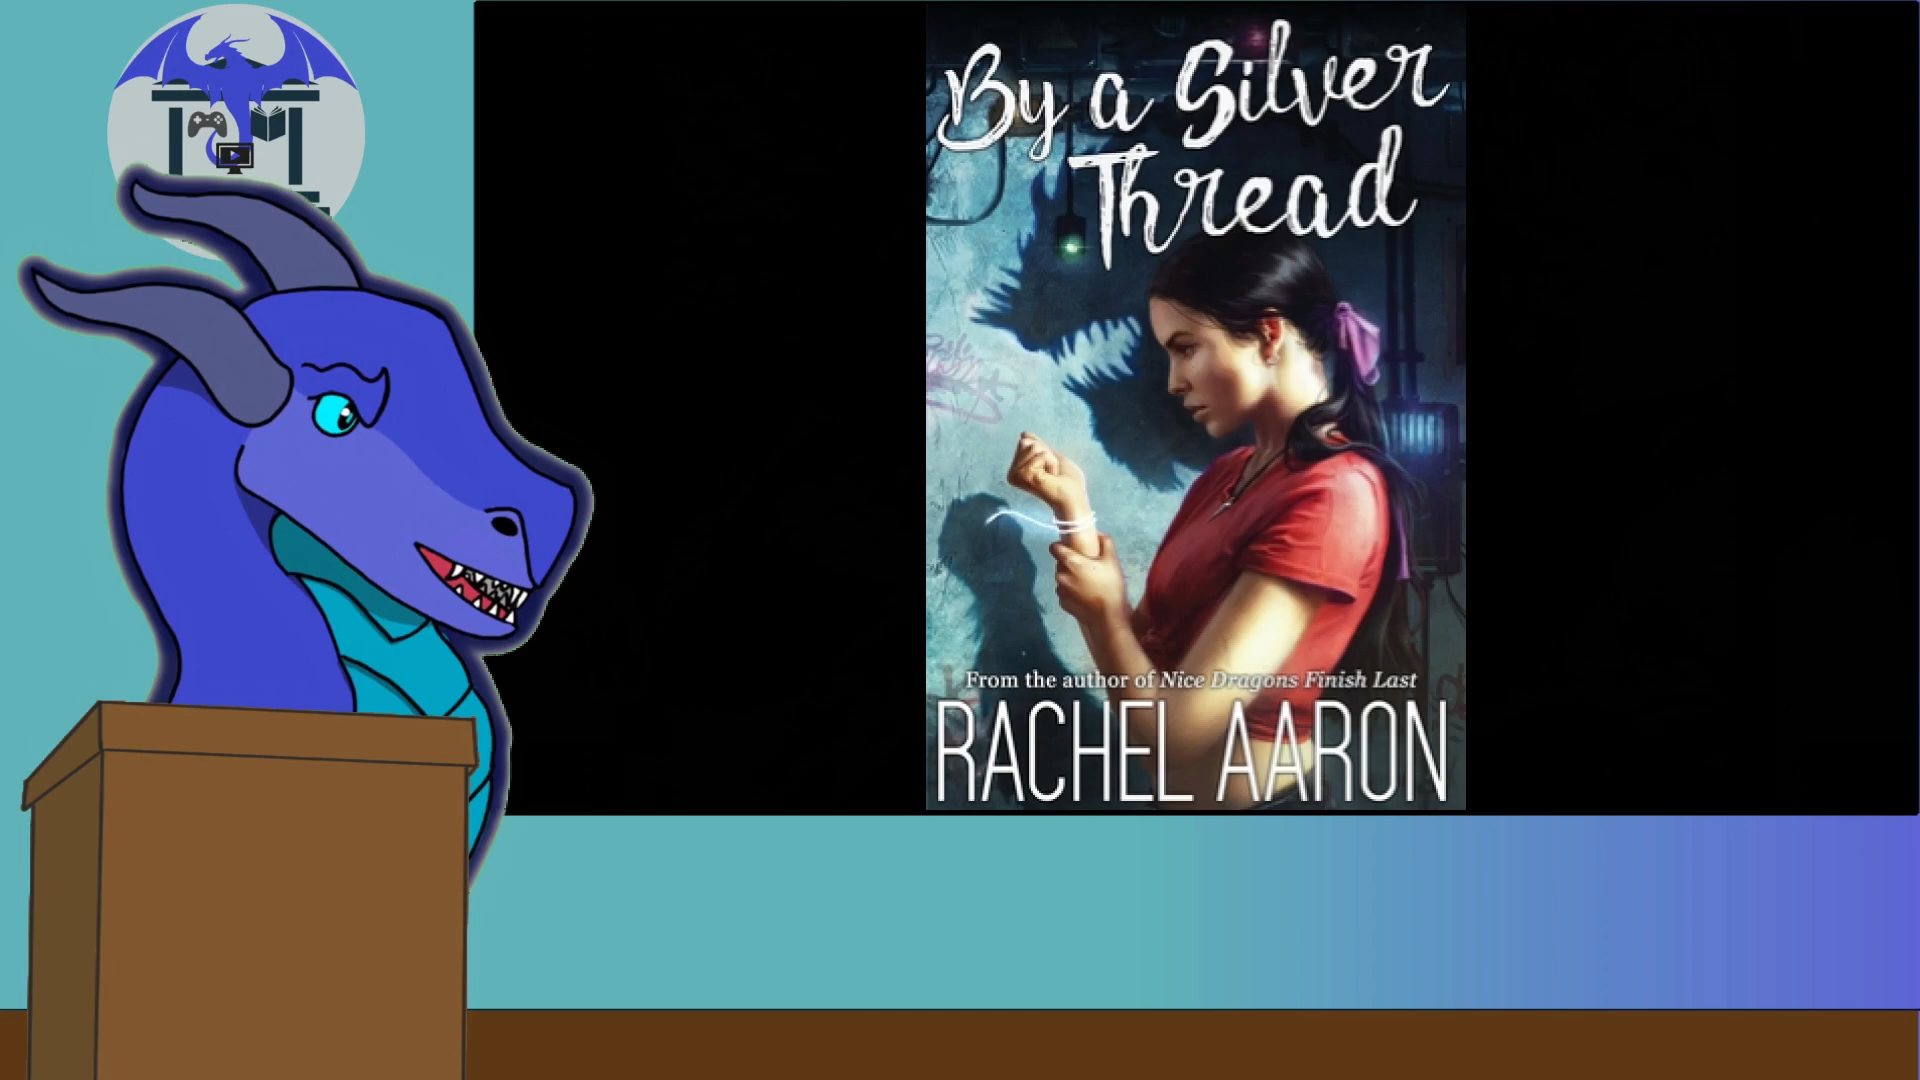 By a Silver
Thread
From the author of Nice Dragons Finish Last
RACHEL AARON